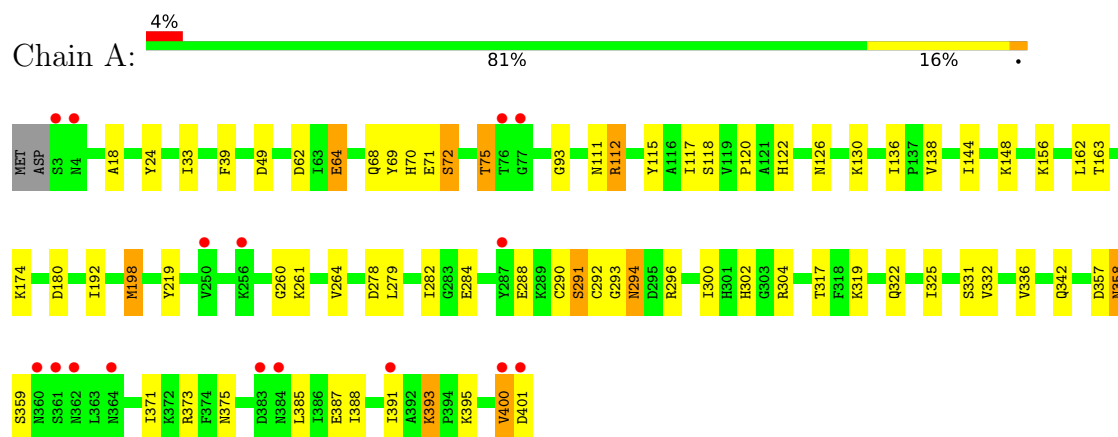 4%
Chain A:
81% 16% .
MET ASP S3 N4 A18 Y24 I33 F39 D49 D62 I63 E64 Q68 Y69 H70 E71 S72 T75 T76 G77 G93 N111 R112 Y115 A116 I117 S118 V119 P120 A121 H122 N126 K130 I136 P137 V138 I144 K148 K156 L162 T163
K174 D180 I192 M198 Y219 V250 K256 G260 K261 V264 D278 L279 I282 G283 E284 Y287 E288 K289 C290 S291 C292 G293 N294 D295 R296 I300 H301 H302 G303 R304 T317 F318 K319 Q322 I325 S331 V332 V336 Q342 D357 N358
S359 N360 S361 N362 L363 N364 I371 K372 R373 F374 N375 D383 N384 L385 I386 E387 I388 I391 A392 K393 P394 K395 V400 D401